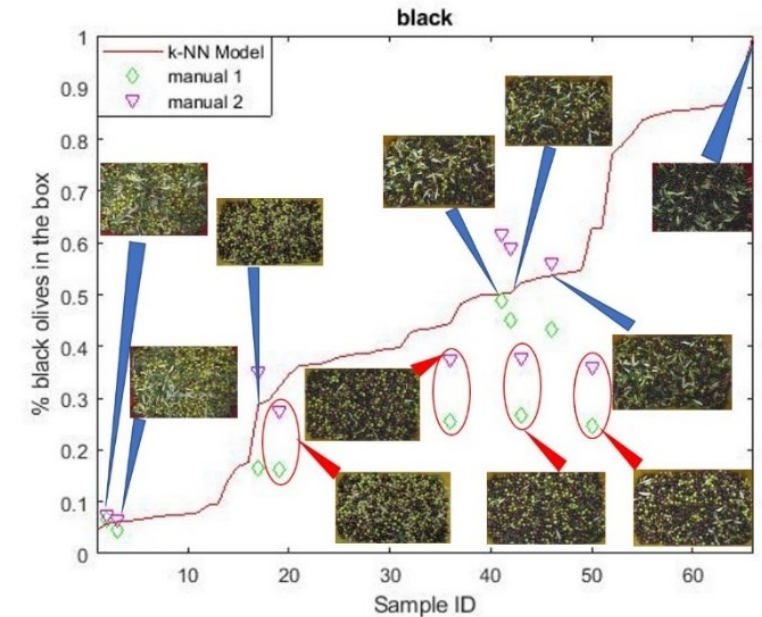 black
k-NN Model
manual 1
manual 2
% black olives in the box
1
0.9
0.8
0.7
0.6
0.5
0.4
0.3
0.2
0.1
0
10
20
30
40
50
60
Sample ID